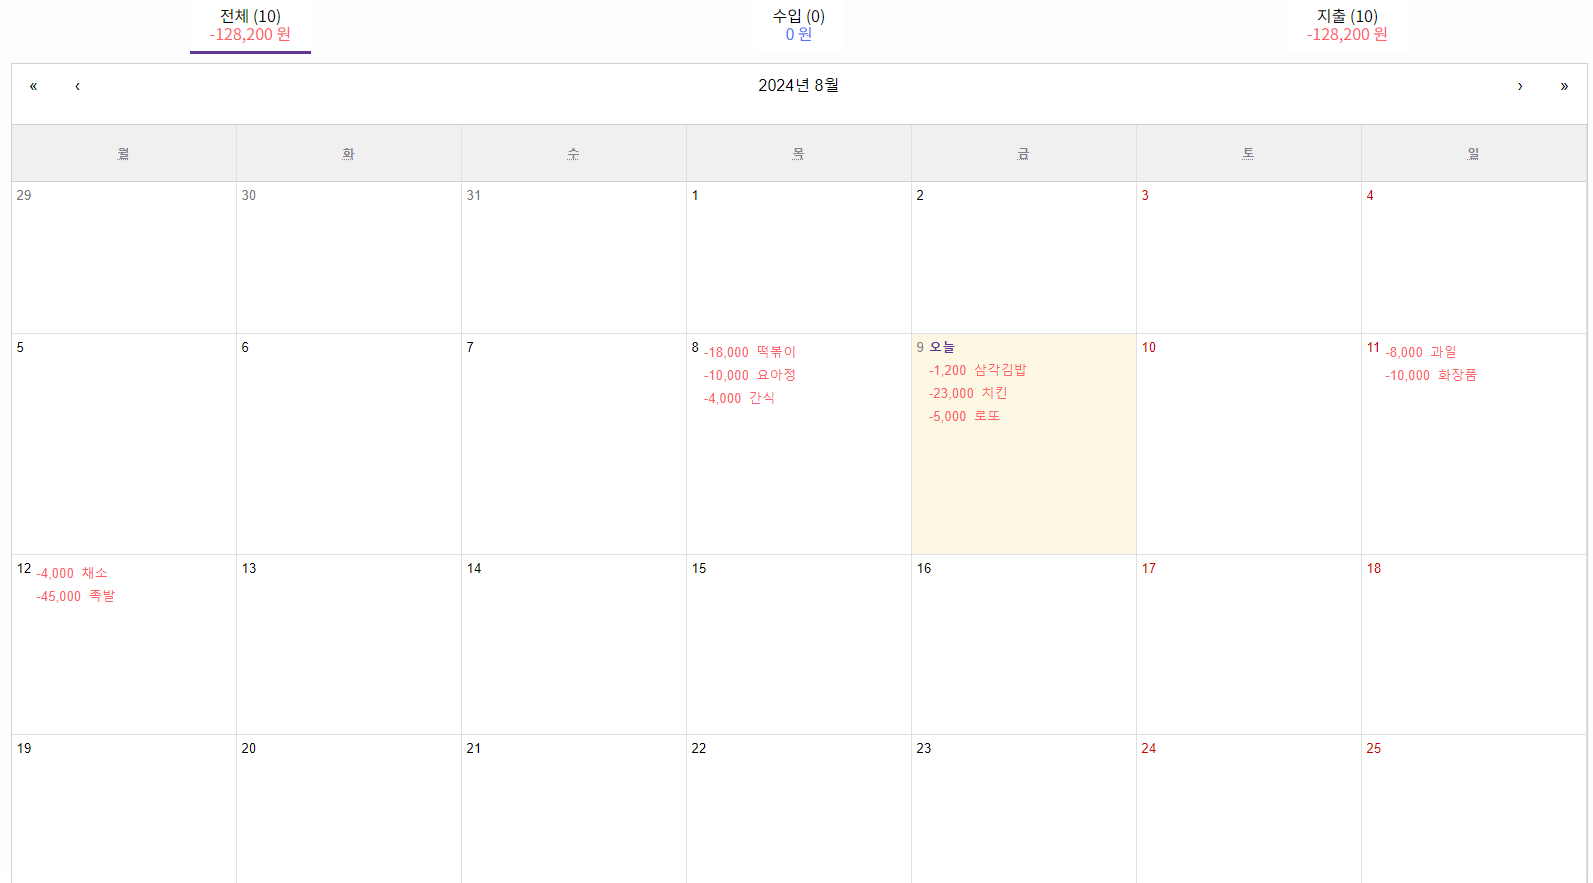 전체 (10)
-128,200 원
수입 (0)
0 원
지출 (10)
-128,200 원
« ‹ 2024년 8월 › »
월 화 수 목 금 토 일
29 30 31 1 2 3 4
5 6 7
8 -18,000 떡볶이
-10,000 요아정
-4,000 간식
9 오늘
-1,200 삼각김밥
-23,000 치킨
-5,000 로또
10
11 -8,000 과일
-10,000 화장품
12 -4,000 채소
-45,000 족발
13 14 15 16 17 18
19 20 21 22 23 24 25